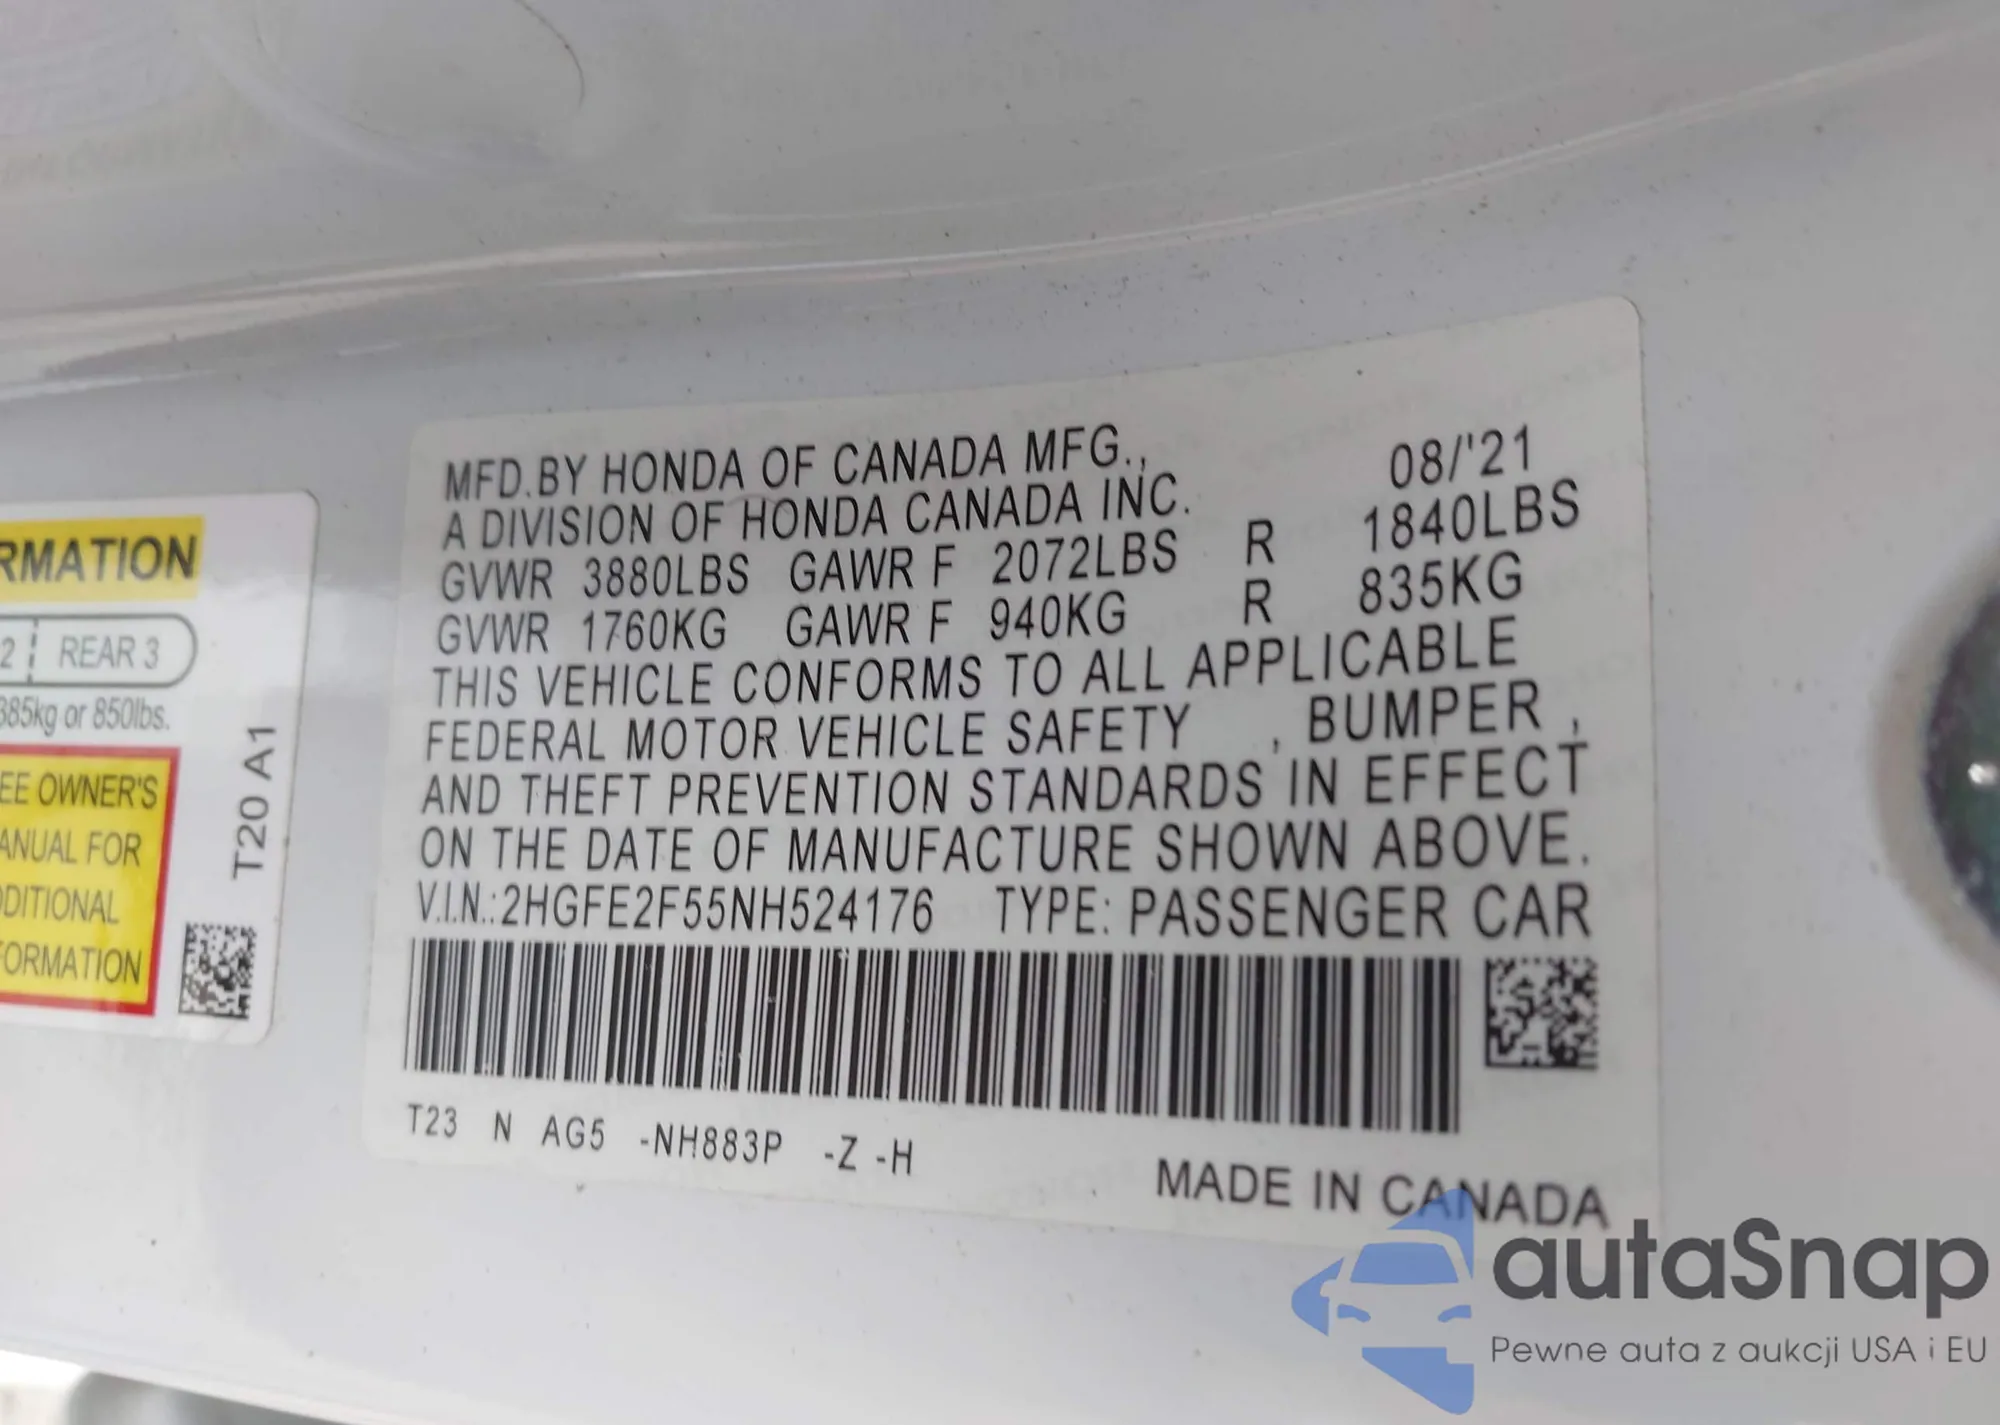 RMATION
2 REAR 3
385kg or 850lbs.
EE OWNER'S
ANUAL FOR
DDITIONAL
FORMATION
T20 A1
MFD.BY HONDA OF CANADA MFG., 08/'21
A DIVISION OF HONDA CANADA INC.
GVWR 3880LBS GAWR F 2072LBS R 1840LBS
GVWR 1760KG GAWR F 940KG R 835KG
THIS VEHICLE CONFORMS TO ALL APPLICABLE
FEDERAL MOTOR VEHICLE SAFETY , BUMPER ,
AND THEFT PREVENTION STANDARDS IN EFFECT
ON THE DATE OF MANUFACTURE SHOWN ABOVE.
V.I.N.:2HGFE2F55NH524176 TYPE: PASSENGER CAR
T23 N AG5 -NH883P -Z -H
MADE IN CANADA
autaSnap
Pewne auta z aukcji USA i EU